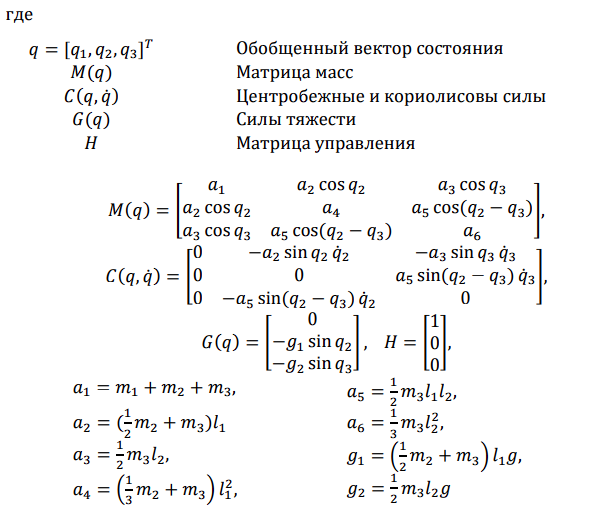 где
q = [q₁, q₂, q₃]ᵀ Обобщенный вектор состояния
M(q) Матрица масс
C(q, q̇) Центробежные и кориолисовы силы
G(q) Силы тяжести
H Матрица управления
a₁ a₂ cos q₂ a₃ cos q₃
M(q) = [a₂ cos q₂ a₄ a₅ cos(q₂ − q₃)],
a₃ cos q₃ a₅ cos(q₂ − q₃) a₆
0 −a₂ sin q₂ q̇₂ −a₃ sin q₃ q̇₃
C(q, q̇) = [0 0 a₅ sin(q₂ − q₃) q̇₃],
0 −a₅ sin(q₂ − q₃) q̇₂ 0
0 1
G(q) = [−g₁ sin q₂], H = [0],
−g₂ sin q₃ 0
a₁ = m₁ + m₂ + m₃, a₅ = ½m₃l₁l₂,
a₂ = (½m₂ + m₃)l₁ a₆ = ⅓m₃l₂²,
a₃ = ½m₃l₂, g₁ = (½m₂ + m₃) l₁g,
a₄ = (⅓m₂ + m₃) l₁², g₂ = ½m₃l₂g